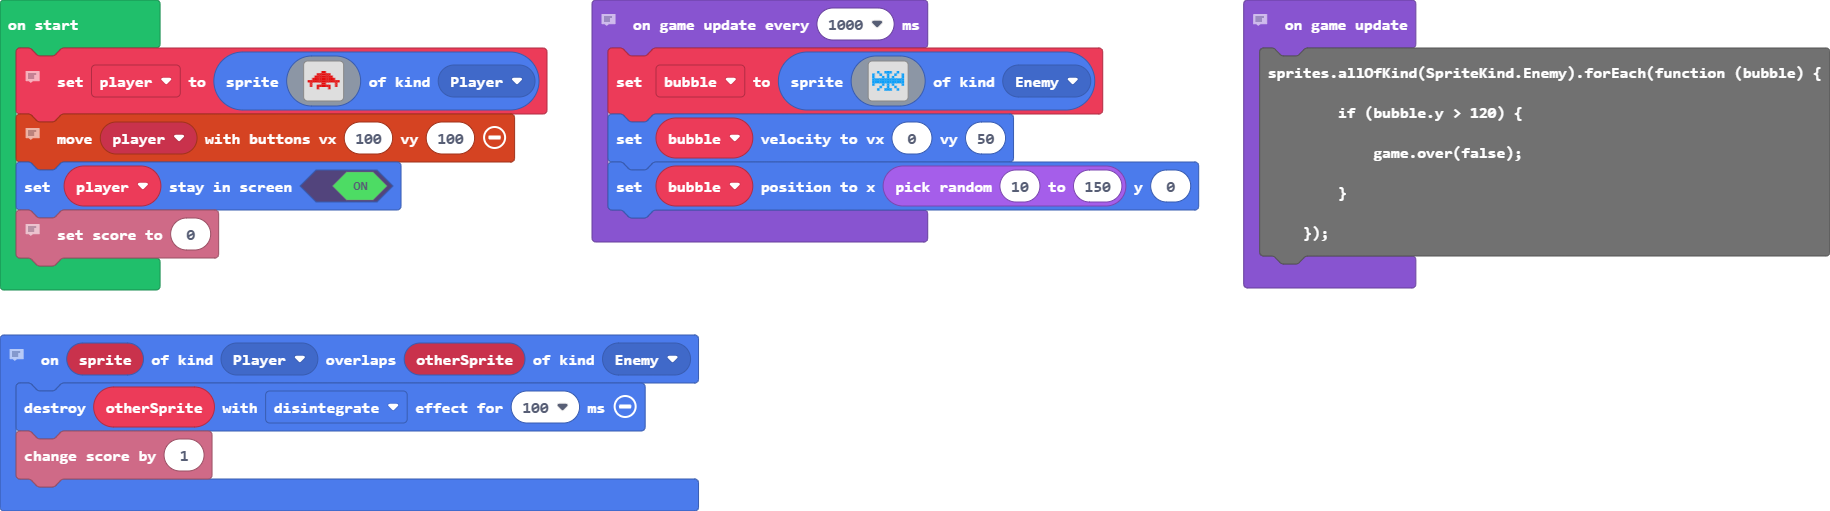 on start
set player to sprite of kind Player
move player with buttons vx 100 vy 100
set player stay in screen ON
set score to 0
on game update every 1000 ms
set bubble to sprite of kind Enemy
set bubble velocity to vx 0 vy 50
set bubble position to x pick random 10 to 150 y 0
on game update
sprites.allOfKind(SpriteKind.Enemy).forEach(function (bubble) {
if (bubble.y > 120) {
game.over(false);
}
});
on sprite of kind Player overlaps otherSprite of kind Enemy
destroy otherSprite with disintegrate effect for 100 ms
change score by 1